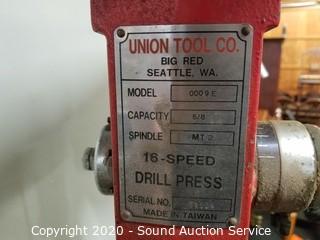 UNION TOOL CO.
BIG RED
SEATTLE, WA.
MODEL 0009E
CAPACITY 5/8
SPINDLE MT 2
16-SPEED
DRILL PRESS
SERIAL NO.
MADE IN TAIWAN
Copyright 2020 - Sound Auction Service